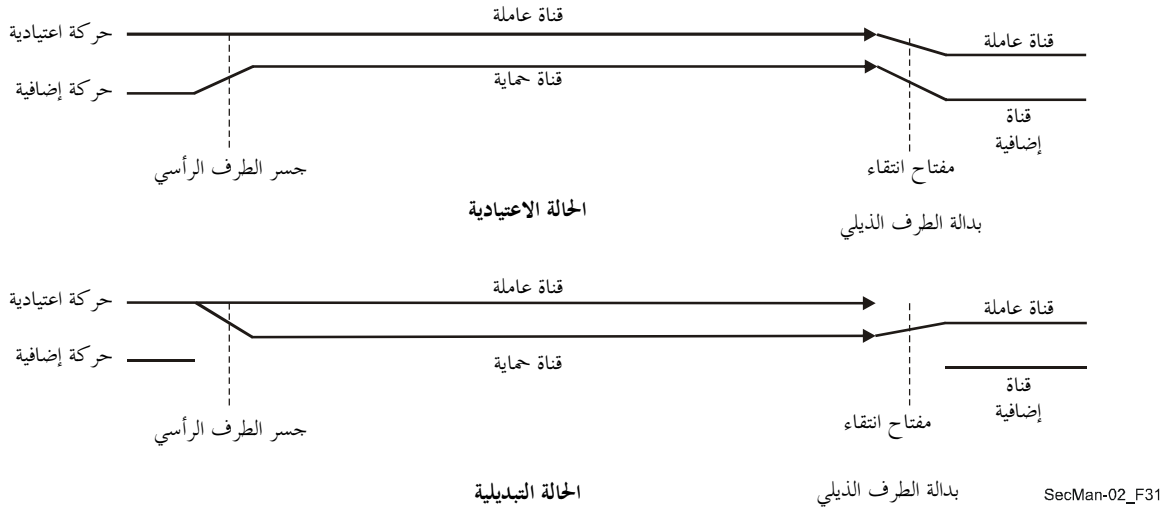 قناة عاملة
حركة اعتيادية
قناة عاملة
حركة إضافية
قناة حماية
قناة
إضافية
جسر الطرف الرأسي
مفتاح انتقاء
الحالة الاعتيادية
بدالة الطرف الذيلي
قناة عاملة
حركة اعتيادية
قناة عاملة
حركة إضافية
قناة حماية
قناة
إضافية
جسر الطرف الرأسي
مفتاح انتقاء
الحالة التبديلية
بدالة الطرف الذيلي
SecMan-02_F31